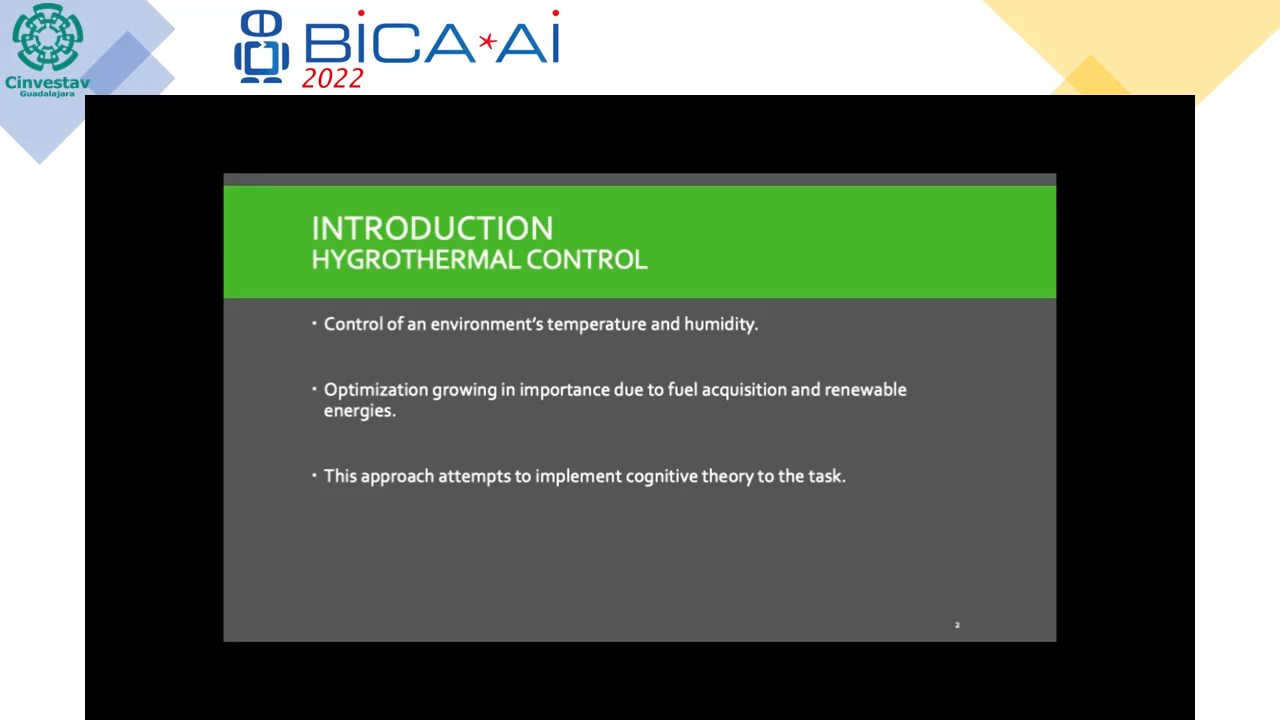 Cinvestav
Guadalajara
BiCA*Ai
2022
INTRODUCTION
HYGROTHERMAL CONTROL
· Control of an environment's temperature and humidity.
· Optimization growing in importance due to fuel acquisition and renewable
energies.
· This approach attempts to implement cognitive theory to the task.
2